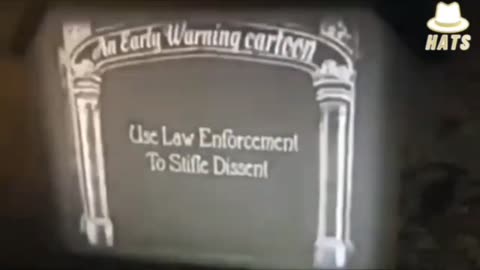 An Early Warning cartoon
Use Law Enforcement
To Stifle Dissent
HATS